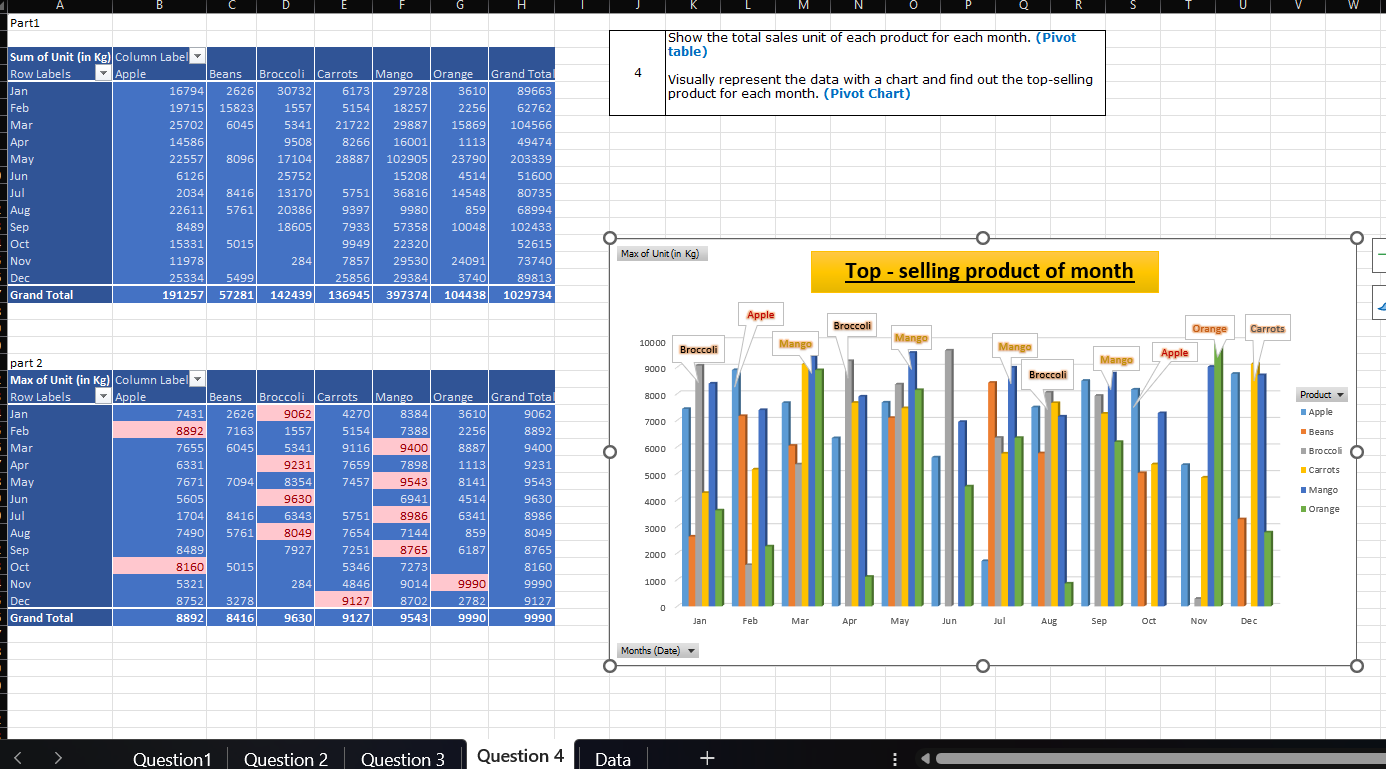 A B C D E F G H I J K L M N O P Q R S T U V W
Part1
Sum of Unit (in Kg) Column Label
Row Labels Apple Beans Broccoli Carrots Mango Orange Grand Total
Jan 16794 2626 30732 6173 29728 3610 89663
Feb 19715 15823 1557 5154 18257 2256 62762
Mar 25702 6045 5341 21722 29887 15869 104566
Apr 14586 9508 8266 16001 1113 49474
May 22557 8096 17104 28887 102905 23790 203339
Jun 6126 25752 15208 4514 51600
Jul 2034 8416 13170 5751 36816 14548 80735
Aug 22611 5761 20386 9397 9980 859 68994
Sep 8489 18605 7933 57358 10048 102433
Oct 15331 5015 9949 22320 52615
Nov 11978 284 7857 29530 24091 73740
Dec 25334 5499 25856 29384 3740 89813
Grand Total 191257 57281 142439 136945 397374 104438 1029734
part 2
Max of Unit (in Kg) Column Label
Row Labels Apple Beans Broccoli Carrots Mango Orange Grand Total
Jan 7431 2626 9062 4270 8384 3610 9062
Feb 8892 7163 1557 5154 7388 2256 8892
Mar 7655 6045 5341 9116 9400 8887 9400
Apr 6331 9231 7659 7898 1113 9231
May 7671 7094 8354 7457 9543 8141 9543
Jun 5605 9630 6941 4514 9630
Jul 1704 8416 6343 5751 8986 6341 8986
Aug 7490 5761 8049 7654 7144 859 8049
Sep 8489 7927 7251 8765 6187 8765
Oct 8160 5015 5346 7273 8160
Nov 5321 284 4846 9014 9990 9990
Dec 8752 3278 9127 8702 2782 9127
Grand Total 8892 8416 9630 9127 9543 9990 9990
4
Show the total sales unit of each product for each month. (Pivot
table)
Visually represent the data with a chart and find out the top-selling
product for each month. (Pivot Chart)
Max of Unit (in Kg)
Top - selling product of month
Broccoli
Apple
Mango
Broccoli
Mango
Mango
Broccoli
Mango
Apple
Orange
Carrots
10000
9000
8000
7000
6000
5000
4000
3000
2000
1000
0
Jan Feb Mar Apr May Jun Jul Aug Sep Oct Nov Dec
Product
Apple
Beans
Broccoli
Carrots
Mango
Orange
Months (Date)
Question1 Question 2 Question 3 Question 4 Data